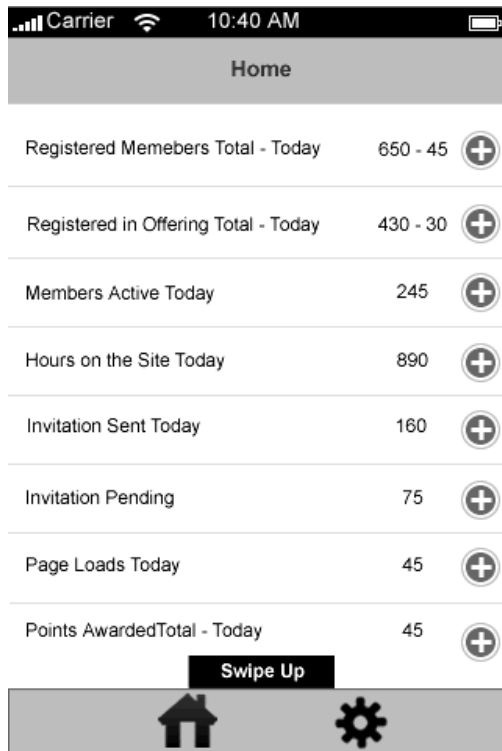 Carrier 10:40 AM
Home
Registered Memebers Total - Today 650 - 45
Registered in Offering Total - Today 430 - 30
Members Active Today 245
Hours on the Site Today 890
Invitation Sent Today 160
Invitation Pending 75
Page Loads Today 45
Points AwardedTotal - Today 45
Swipe Up